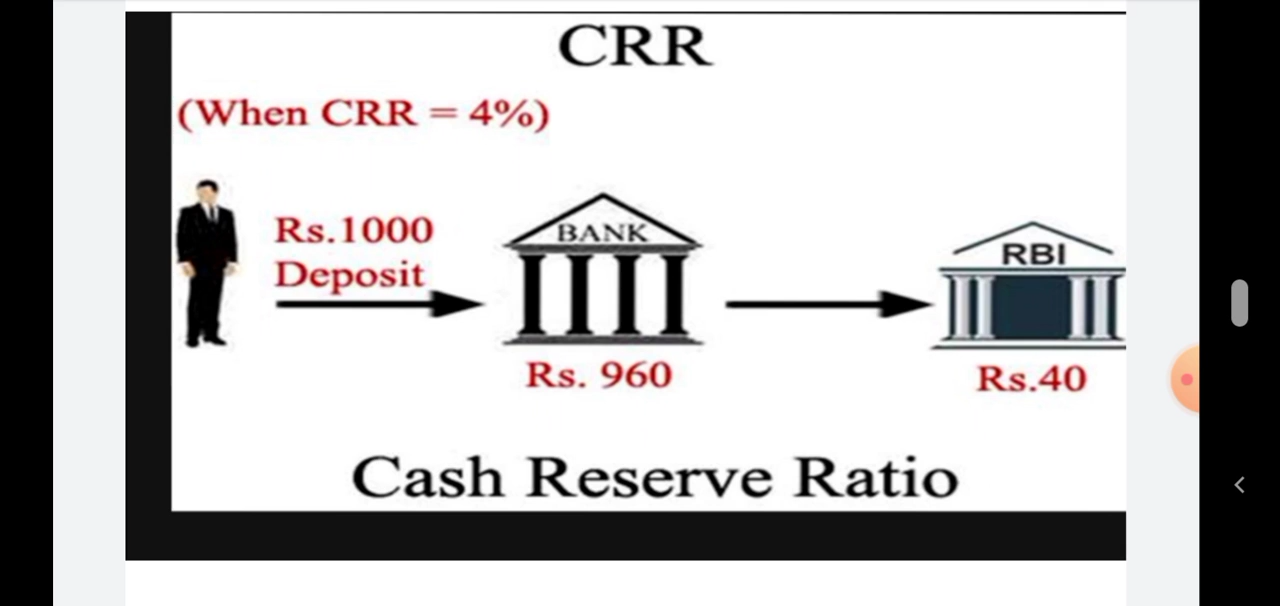 CRR
(When CRR = 4%)
Rs.1000
Deposit
BANK
RBI
Rs. 960
Rs.40
Cash Reserve Ratio